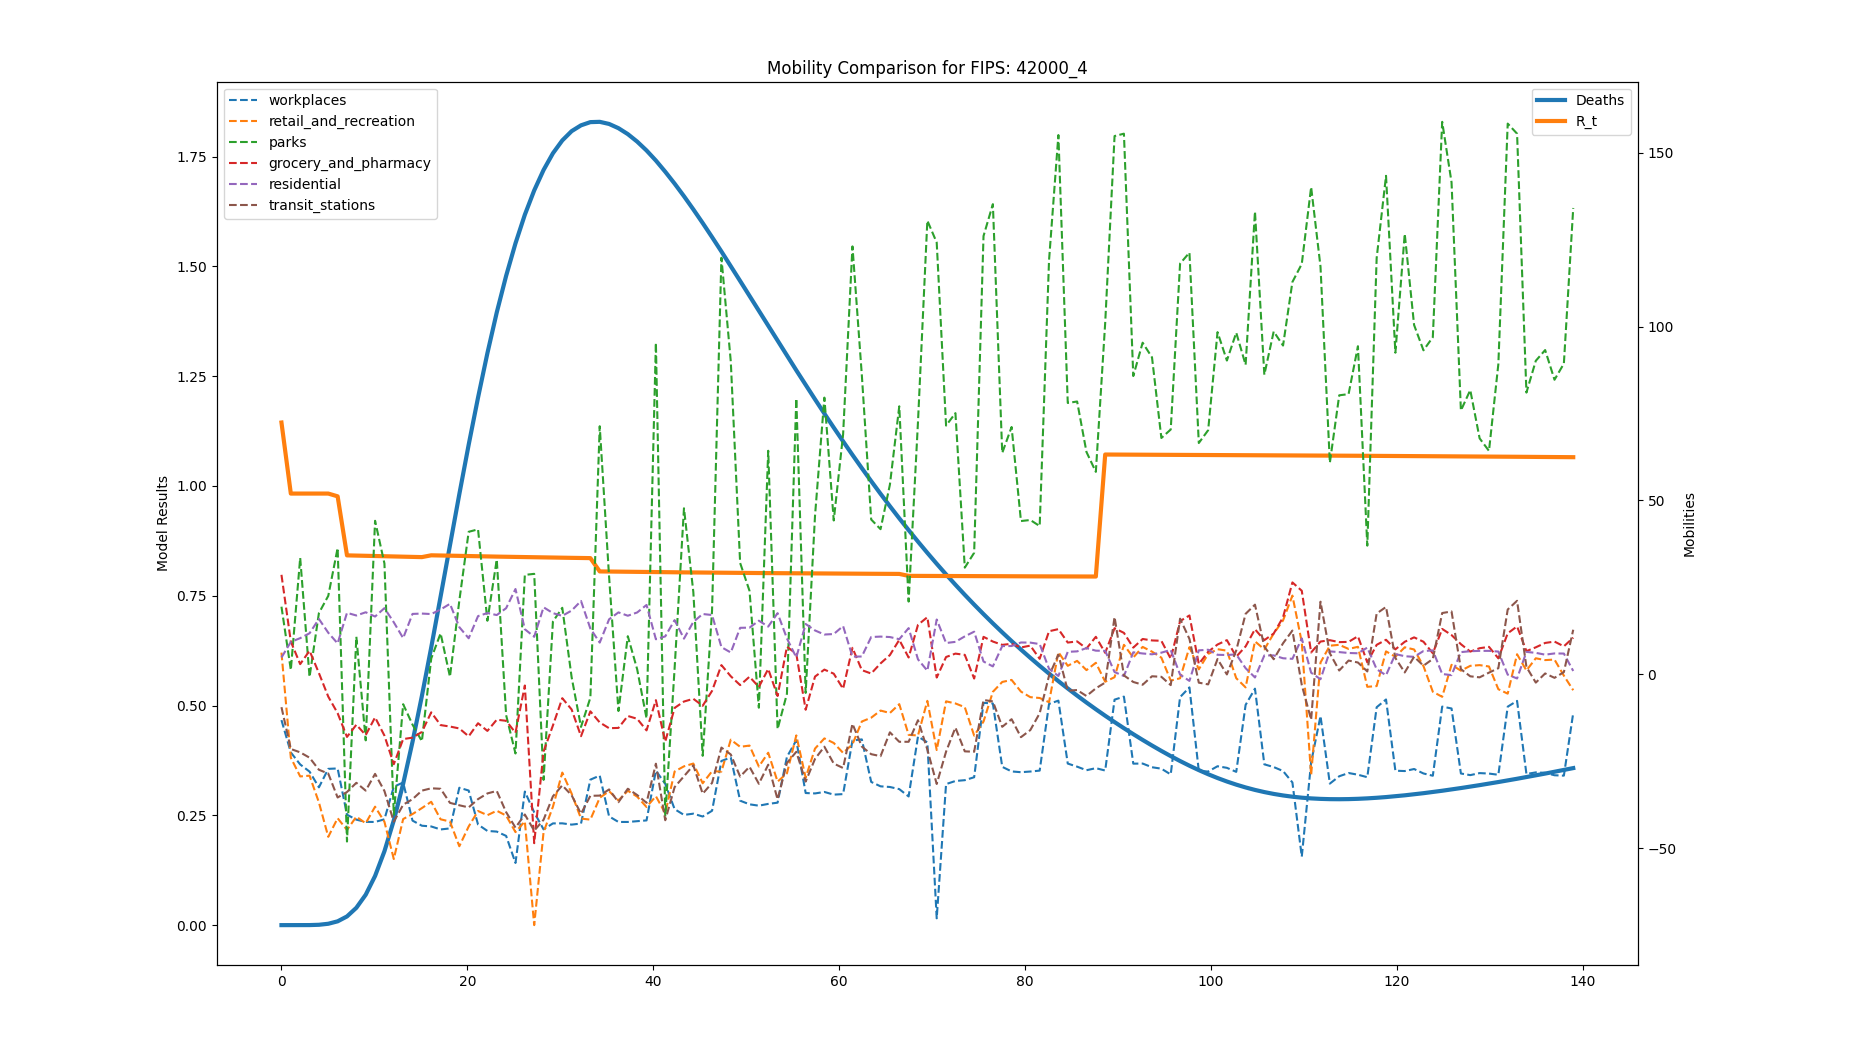 Mobility Comparison for FIPS: 42000_4
workplaces
retail_and_recreation
parks
grocery_and_pharmacy
residential
transit_stations
Deaths
R_t
1.75
1.50
1.25
1.00
0.75
0.50
0.25
0.00
Model Results
150
100
50
0
−50
Mobilities
0 20 40 60 80 100 120 140